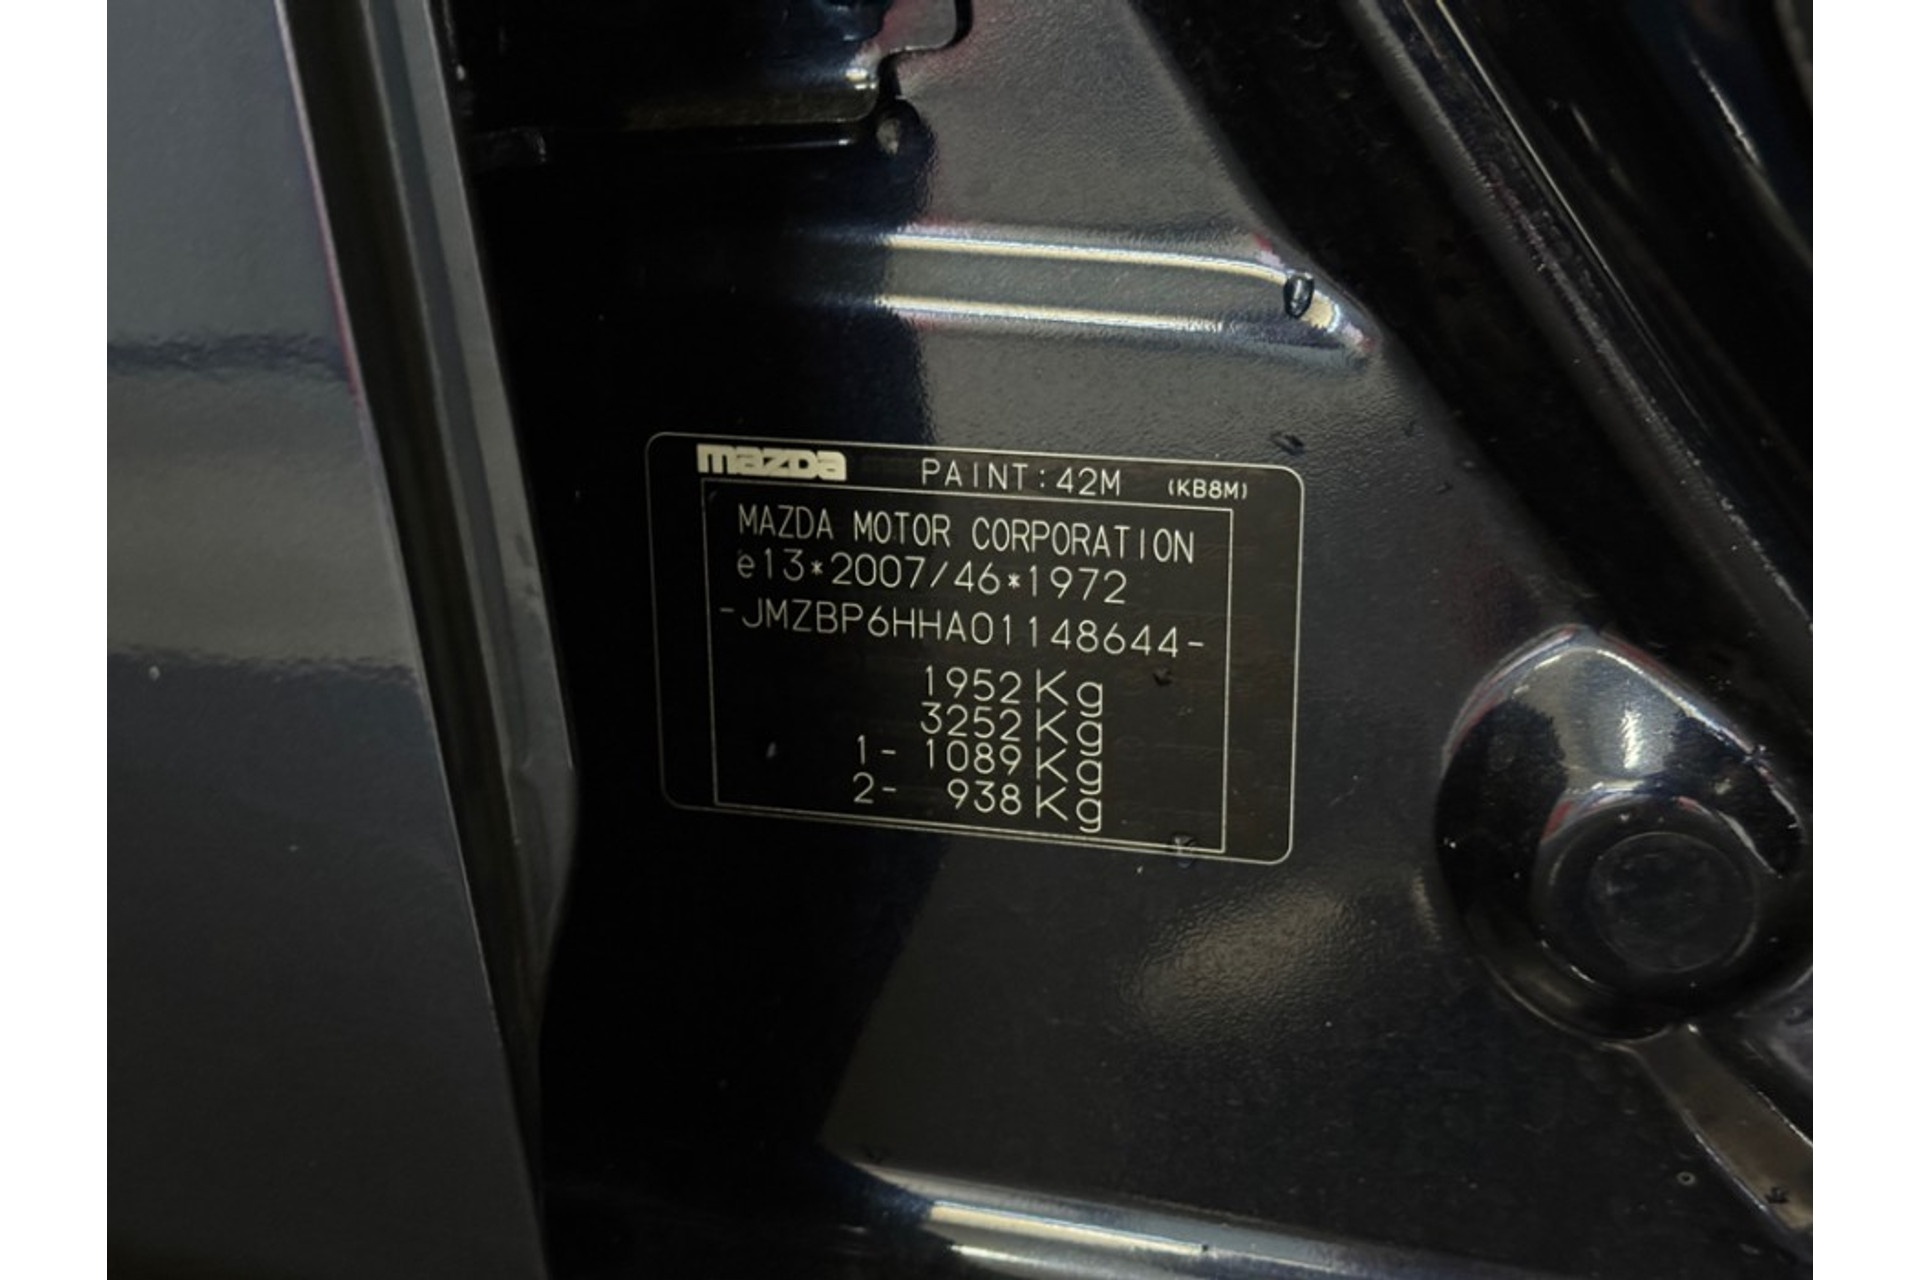 mazda PAINT:42M (KB8M)
MAZDA MOTOR CORPORATION
e13*2007/46*1972
-JMZBP6HHA01148644-
1952Kg
3252Kg
1- 1089Kg
2- 938Kg